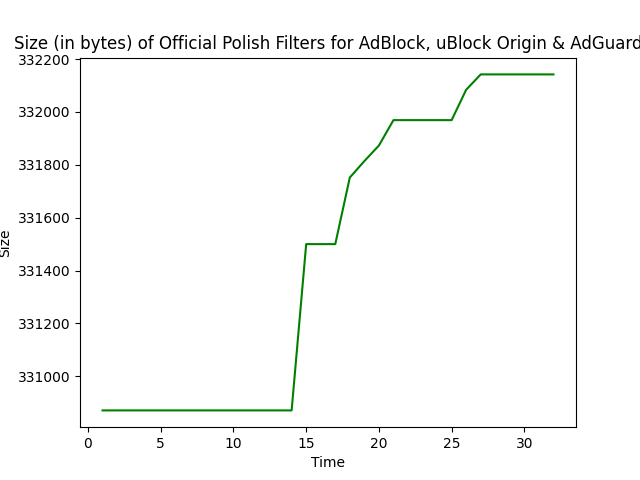 Size (in bytes) of Official Polish Filters for AdBlock, uBlock Origin & AdGuard
332200
332000
331800
331600
331400
331200
331000
Size
0 5 10 15 20 25 30
Time